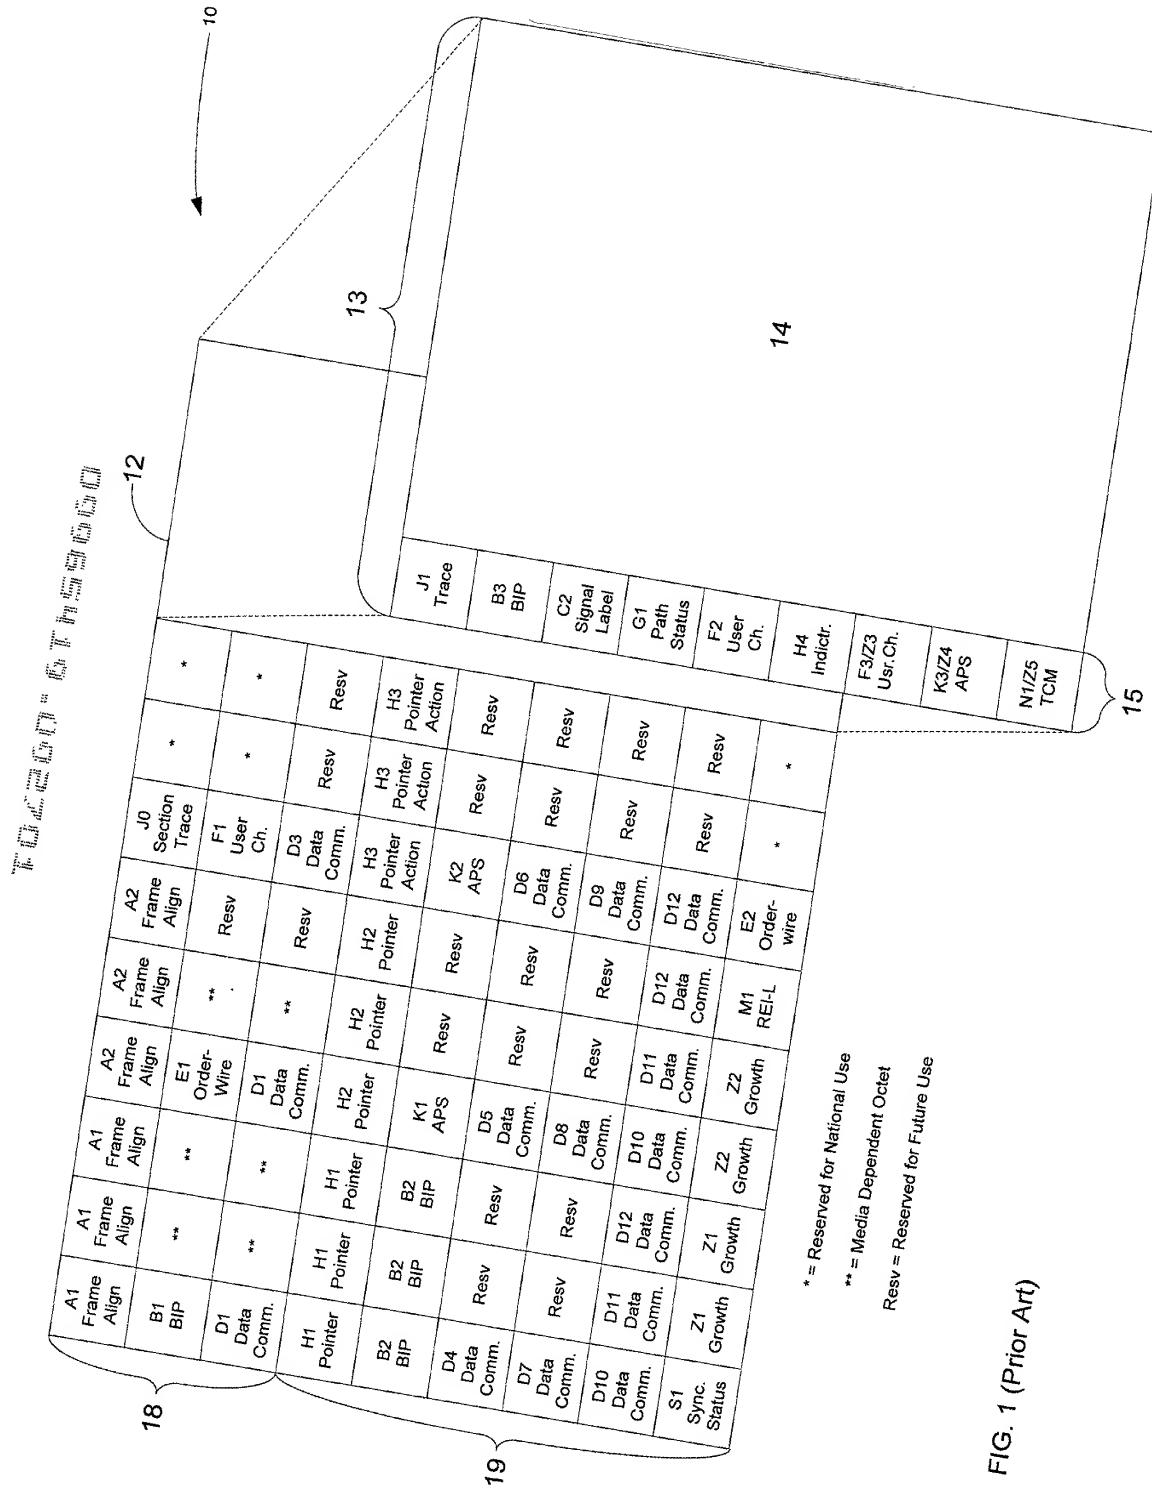 10
12
13
14
15
18
19
A1
Frame
Align
A1
Frame
Align
A1
Frame
Align
A2
Frame
Align
A2
Frame
Align
A2
Frame
Align
J0
Section
Trace
*
*
B1
BIP
**
**
E1
Order-
Wire
**
Resv
F1
User
Ch.
*
*
D1
Data
Comm.
**
**
D1
Data
Comm.
**
Resv
D3
Data
Comm.
Resv
Resv
H1
Pointer
H1
Pointer
H1
Pointer
H2
Pointer
H2
Pointer
H2
Pointer
H3
Pointer
Action
H3
Pointer
Action
H3
Pointer
Action
B2
BIP
B2
BIP
B2
BIP
K1
APS
Resv
Resv
K2
APS
Resv
Resv
D4
Data
Comm.
Resv
Resv
D5
Data
Comm.
Resv
Resv
D6
Data
Comm.
Resv
Resv
D7
Data
Comm.
Resv
Resv
D8
Data
Comm.
Resv
Resv
D9
Data
Comm.
Resv
Resv
D10
Data
Comm.
D11
Data
Comm.
D12
Data
Comm.
D10
Data
Comm.
D11
Data
Comm.
D12
Data
Comm.
D12
Data
Comm.
Resv
Resv
S1
Sync.
Status
Z1
Growth
Z1
Growth
Z2
Growth
Z2
Growth
M1
REI-L
E2
Order-
wire
*
*
J1
Trace
B3
BIP
C2
Signal
Label
G1
Path
Status
F2
User
Ch.
H4
Indictr.
F3/Z3
Usr.Ch.
K3/Z4
APS
N1/Z5
TCM
* = Reserved for National Use
** = Media Dependent Octet
Resv = Reserved for Future Use
FIG. 1 (Prior Art)